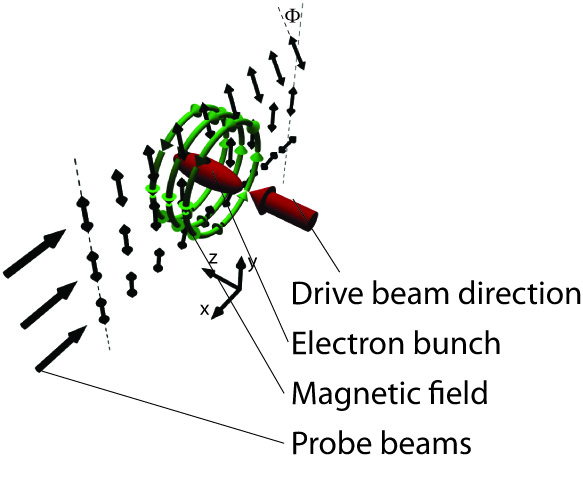 Φ
z
y
x
Drive beam direction
Electron bunch
Magnetic field
Probe beams